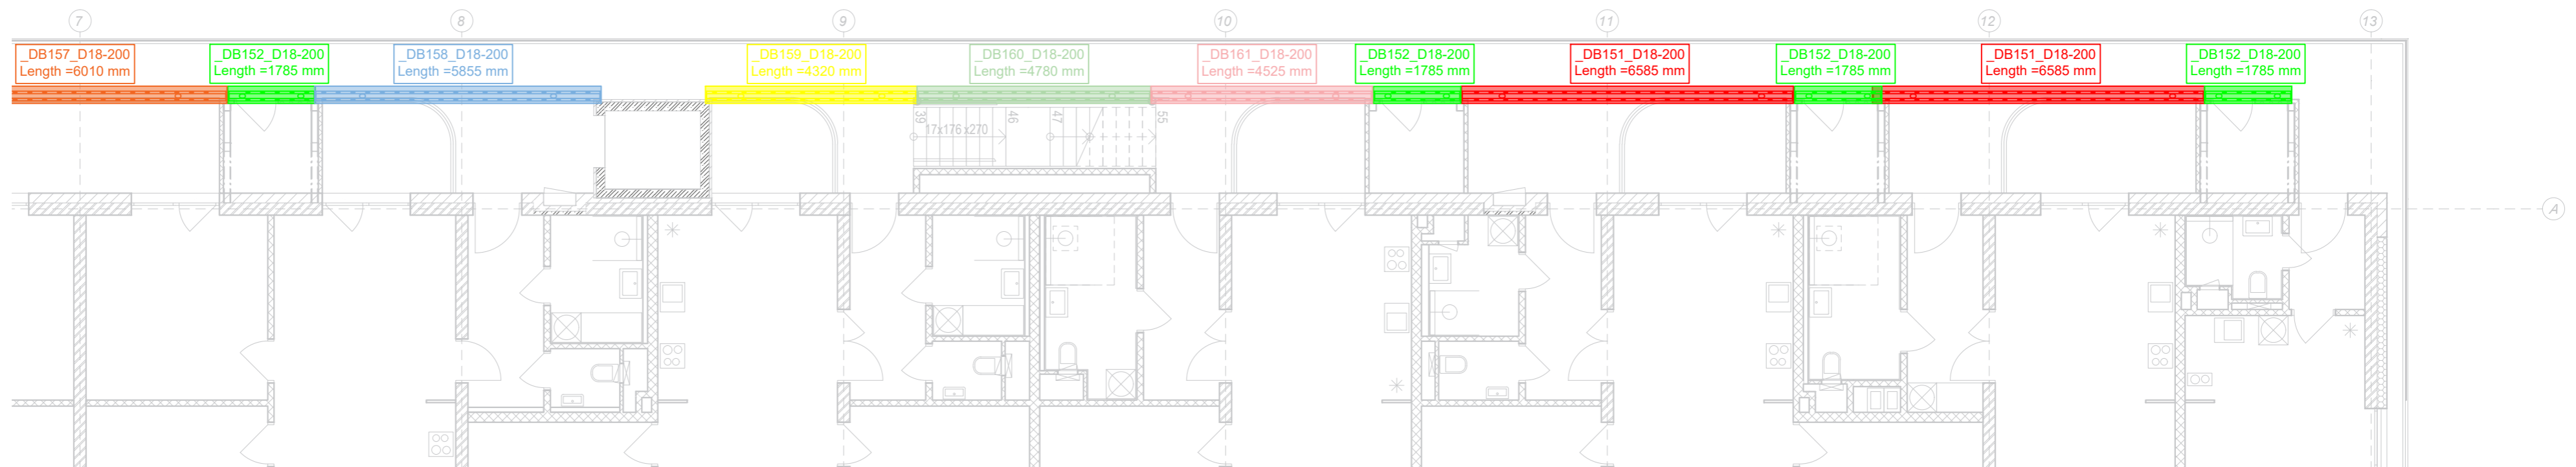 7
8
9
10
11
12
13
_DB157_D18-200
Length =6010 mm
_DB152_D18-200
Length =1785 mm
_DB158_D18-200
Length =5855 mm
_DB159_D18-200
Length =4320 mm
_DB160_D18-200
Length =4780 mm
_DB161_D18-200
Length =4525 mm
_DB152_D18-200
Length =1785 mm
_DB151_D18-200
Length =6585 mm
_DB152_D18-200
Length =1785 mm
_DB151_D18-200
Length =6585 mm
_DB152_D18-200
Length =1785 mm
39
17x176x270
46
47
55
A